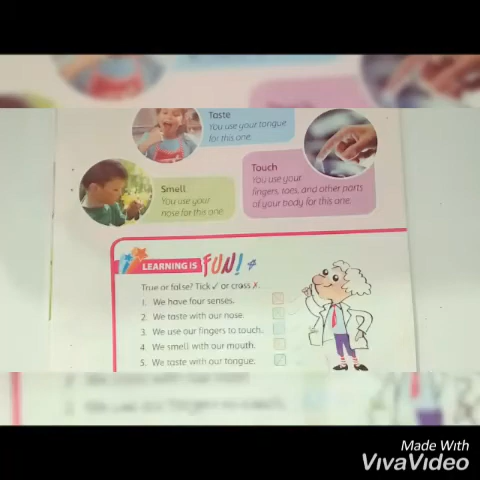 Taste
You use your tongue
for this one.
Touch
You use your
fingers, toes, and other parts
of your body for this one.
Smell
You use your
nose for this one.
LEARNING IS FUN! 4
True or false? Tick ✓ or cross ✗.
1. We have four senses.
2. We taste with our nose.
3. We use our fingers to touch.
4. We smell with our mouth.
5. We taste with our tongue.
Made With
VivaVideo